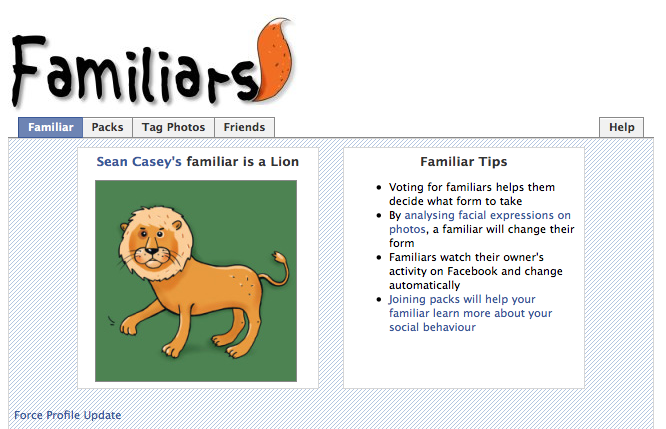 Familiars
Familiar Packs Tag Photos Friends Help
Sean Casey's familiar is a Lion
Familiar Tips
Voting for familiars helps them
decide what form to take
By analysing facial expressions on
photos, a familiar will change their
form
Familiars watch their owner's
activity on Facebook and change
automatically
Joining packs will help your
familiar learn more about your
social behaviour
Force Profile Update